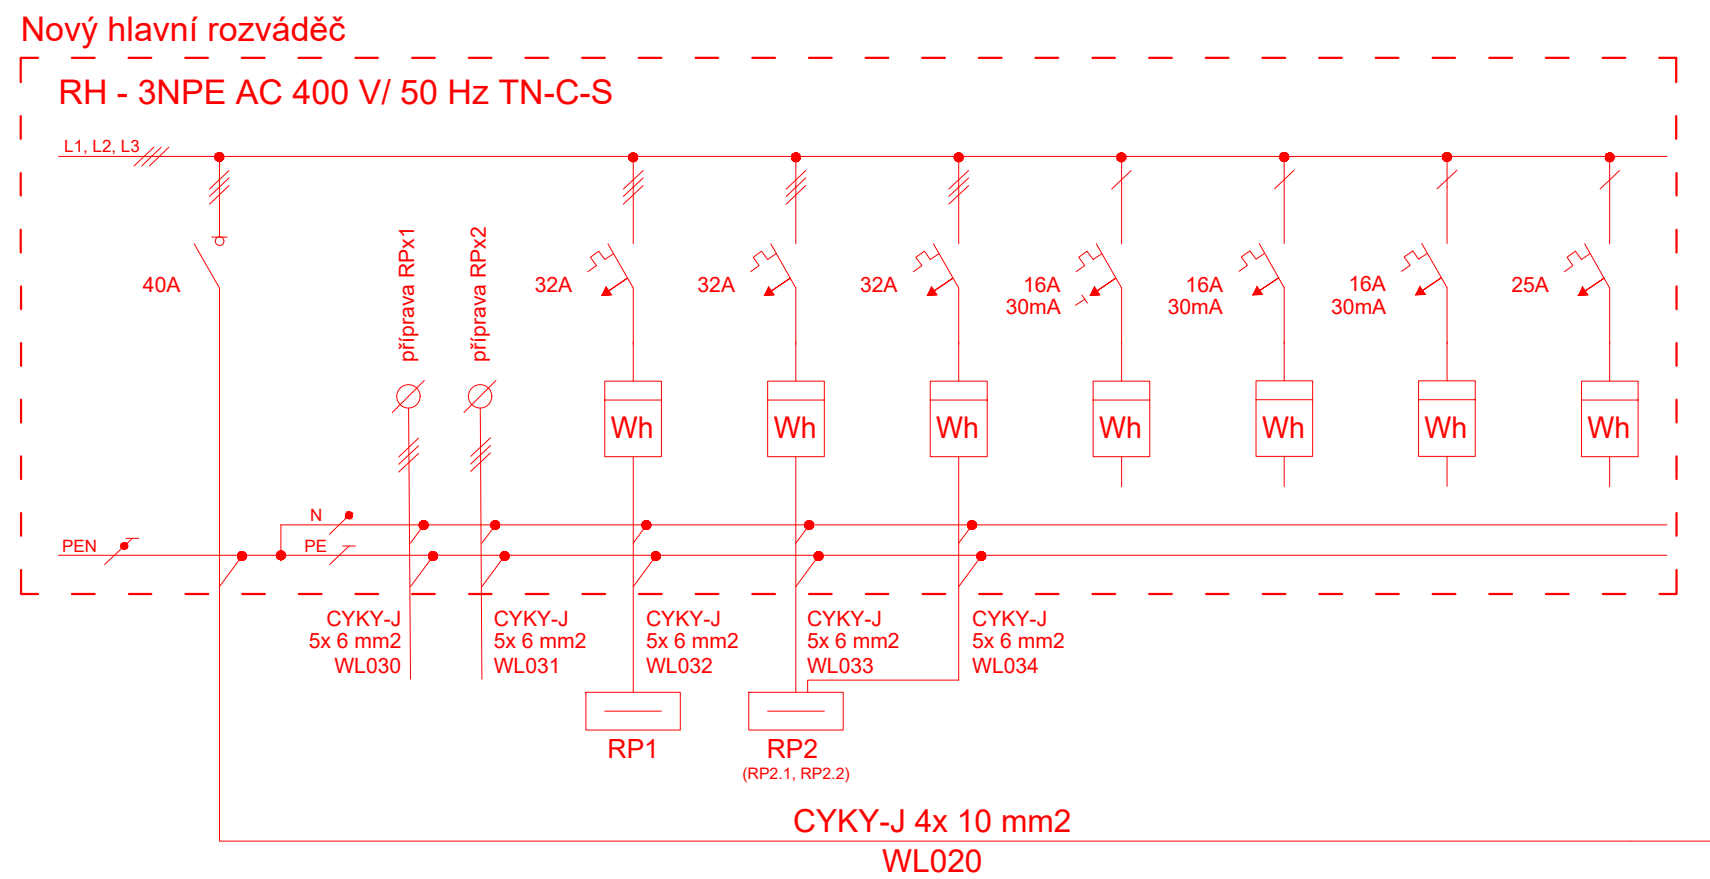 Nový hlavní rozváděč
RH - 3NPE AC 400 V/ 50 Hz TN-C-S
L1, L2, L3
40A
příprava RPx1
příprava RPx2
32A
32A
32A
16A
30mA
16A
30mA
16A
30mA
25A
Wh
Wh
Wh
Wh
Wh
Wh
Wh
N
PEN
PE
CYKY-J
5x 6 mm2
WL030
CYKY-J
5x 6 mm2
WL031
CYKY-J
5x 6 mm2
WL032
CYKY-J
5x 6 mm2
WL033
CYKY-J
5x 6 mm2
WL034
RP1
RP2
(RP2.1, RP2.2)
CYKY-J 4x 10 mm2
WL020